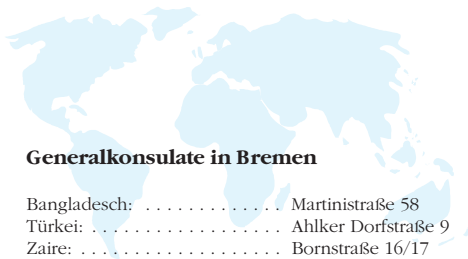 Generalkonsulate in Bremen
Bangladesch: . . . . . . . . . . . . . Martinistraße 58
Türkei: . . . . . . . . . . . . . . . . . . Ahlker Dorfstraße 9
Zaire: . . . . . . . . . . . . . . . . . . . Bornstraße 16/17